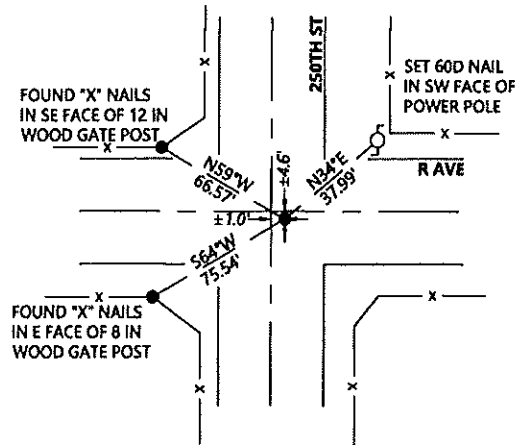 250TH ST
SET 60D NAIL
IN SW FACE OF
POWER POLE
FOUND "X" NAILS
IN SE FACE OF 12 IN
WOOD GATE POST
R AVE
N59°W
66.57'
N34°E
37.99'
±4.6'
±1.0'
S64°W
75.54'
FOUND "X" NAILS
IN E FACE OF 8 IN
WOOD GATE POST
X
X
X
X
X
X
X
X